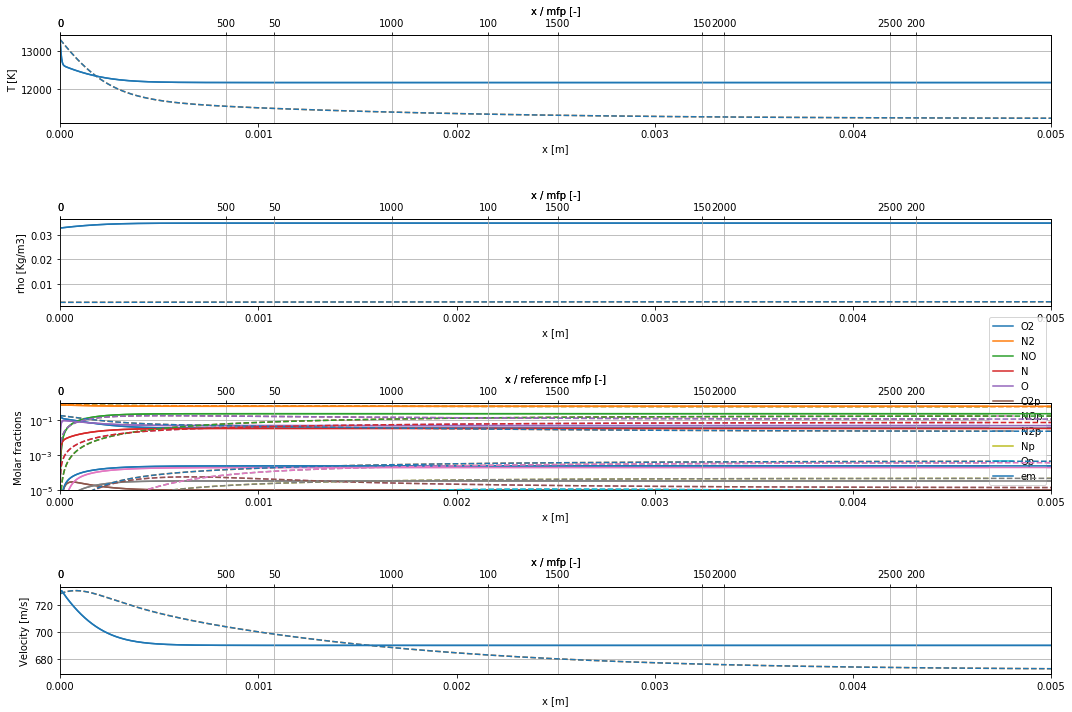 x / mfp [-]
0 500 50 1000 100 1500 150 2000 2500 200
T [K]
13000
12000
0.000 0.001 0.002 0.003 0.004 0.005
x [m]
x / mfp [-]
0 500 50 1000 100 1500 150 2000 2500 200
rho [Kg/m3]
0.03
0.02
0.01
0.000 0.001 0.002 0.003 0.004 0.005
x [m]
O2
N2
NO
N
O
O2p
NOp
N2p
Np
Op
em
x / reference mfp [-]
0 500 50 1000 100 1500 150 2000 2500 200
Molar fractions
10⁻¹
10⁻³
10⁻⁵
0.000 0.001 0.002 0.003 0.004 0.005
x [m]
x / mfp [-]
0 500 50 1000 100 1500 150 2000 2500 200
Velocity [m/s]
720
700
680
0.000 0.001 0.002 0.003 0.004 0.005
x [m]